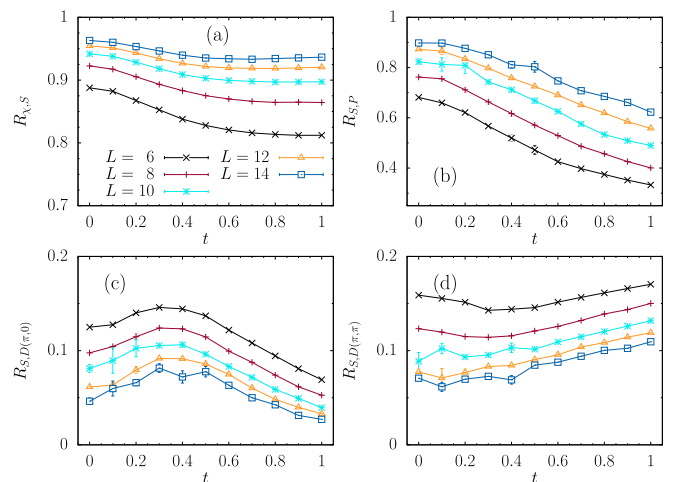 (a)
R_{χ,S}
1
0.9
0.8
0.7
0 0.2 0.4 0.6 0.8 1
t
L = 6
L = 8
L = 10
L = 12
L = 14
(b)
R_{S,P}
1
0.8
0.6
0.4
0 0.2 0.4 0.6 0.8 1
t
(c)
R_{S,D(π,0)}
0.2
0.1
0
0 0.2 0.4 0.6 0.8 1
t
(d)
R_{S,D(π,π)}
0.2
0.1
0
0 0.2 0.4 0.6 0.8 1
t